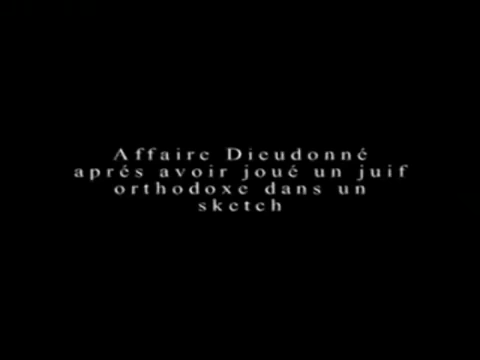 Affaire Dieudonné
aprés avoir joué un juif
orthodoxe dans un
sketch